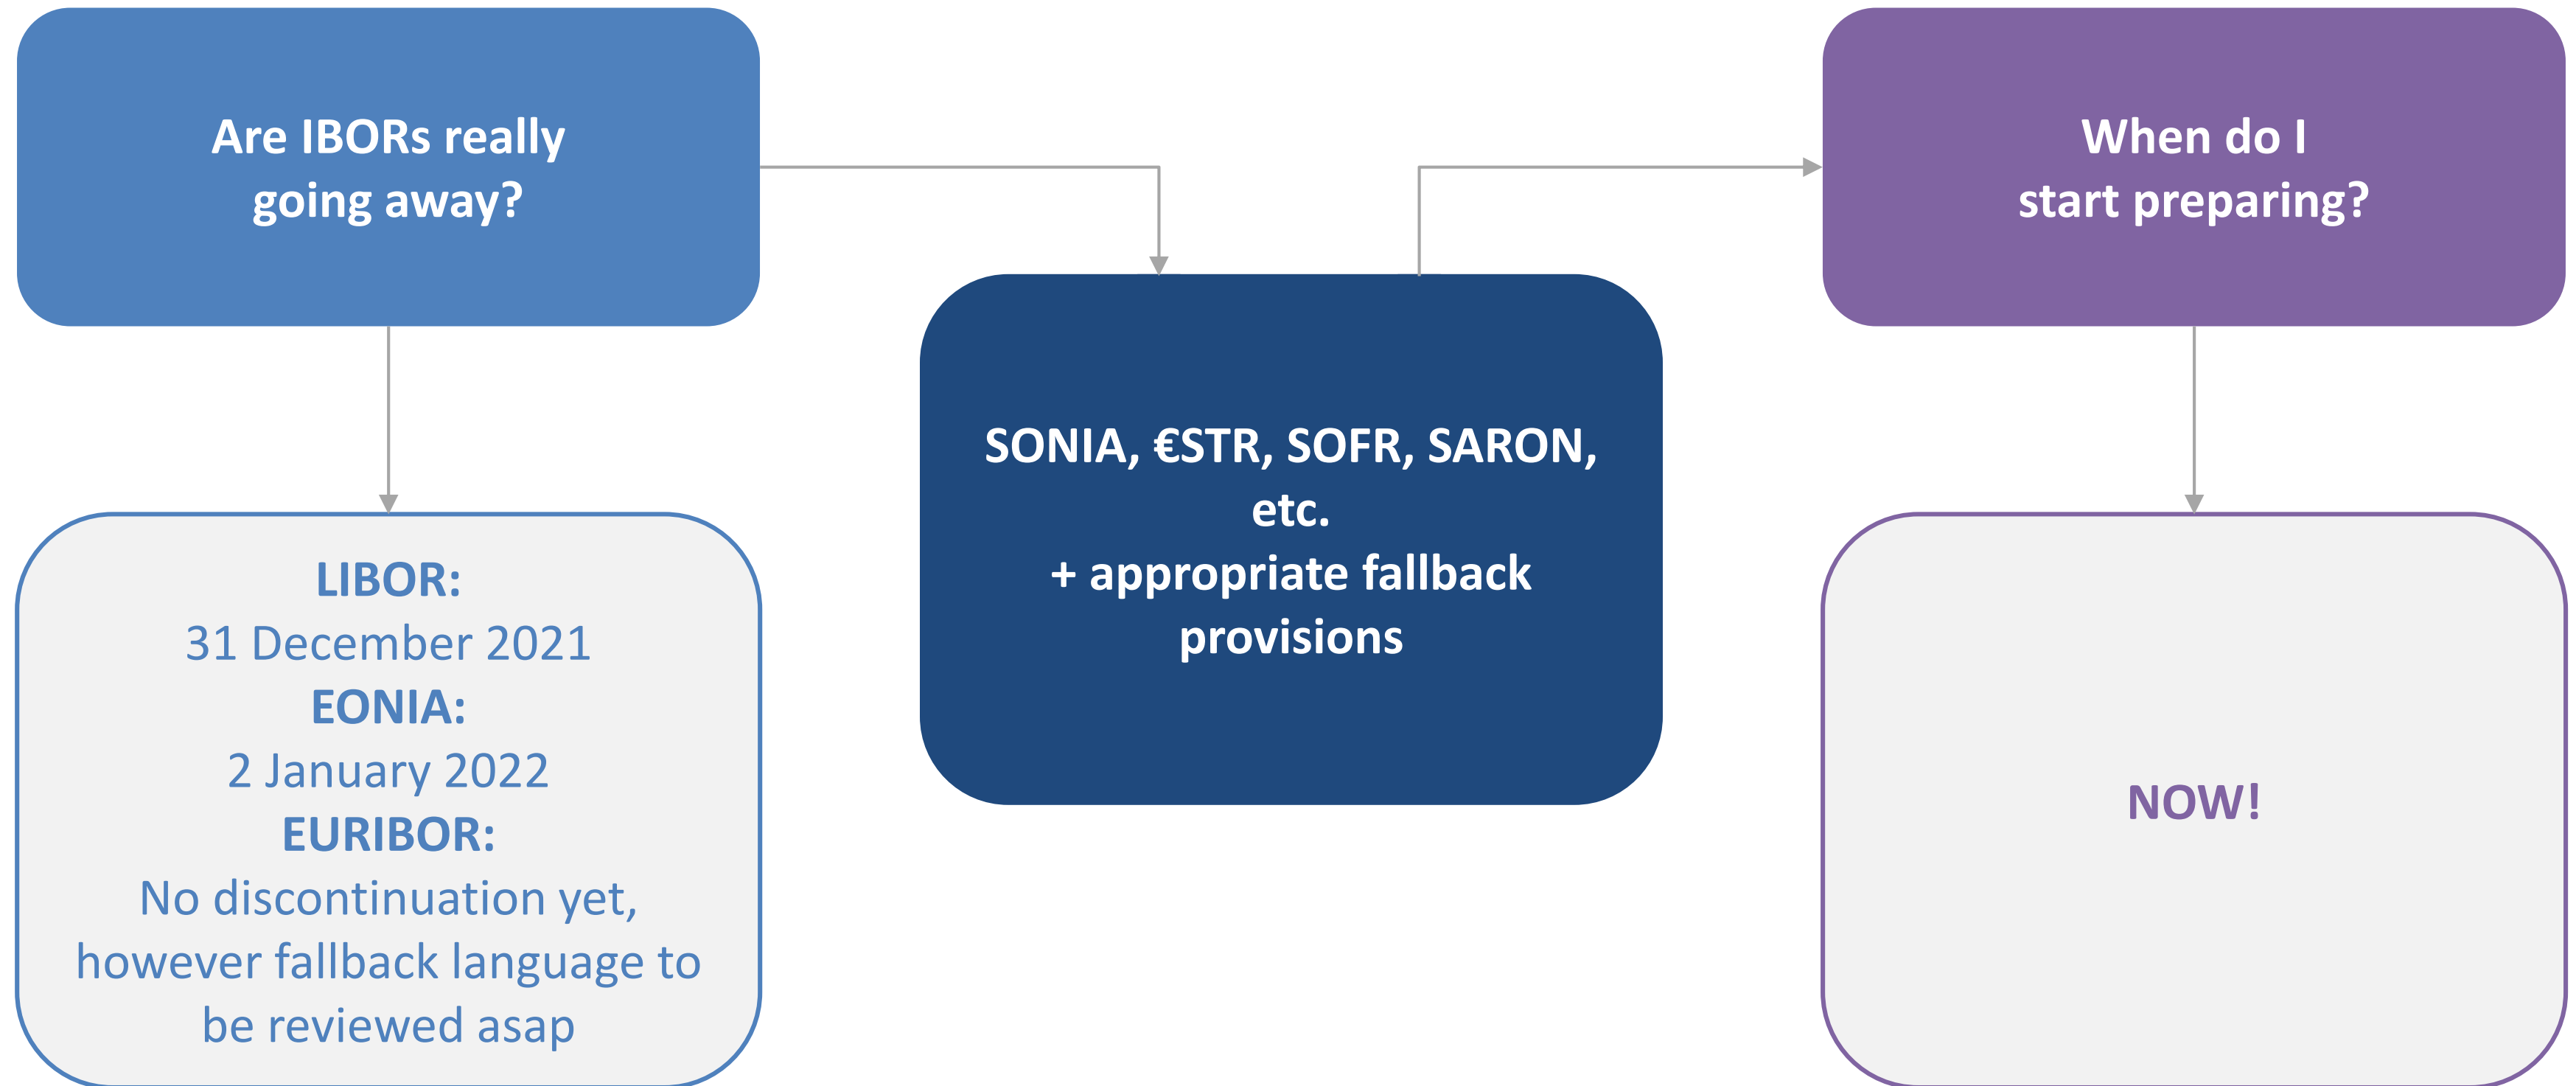 Are IBORs really
going away?
LIBOR:
31 December 2021
EONIA:
2 January 2022
EURIBOR:
No discontinuation yet,
however fallback language to
be reviewed asap
SONIA, €STR, SOFR, SARON,
etc.
+ appropriate fallback
provisions
When do I
start preparing?
NOW!